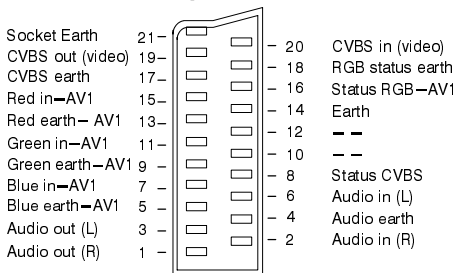 Socket Earth 21 –
CVBS out (video) 19 –
CVBS earth 17 –
Red in–AV1 15 –
Red earth– AV1 13 –
Green in–AV1 11 –
Green earth–AV1 9 –
Blue in–AV1 7 –
Blue earth–AV1 5 –
Audio out (L) 3 –
Audio out (R) 1 –
– 20 CVBS in (video)
– 18 RGB status earth
– 16 Status RGB–AV1
– 14 Earth
– 12 – –
– 10 – –
– 8 Status CVBS
– 6 Audio in (L)
– 4 Audio earth
– 2 Audio in (R)